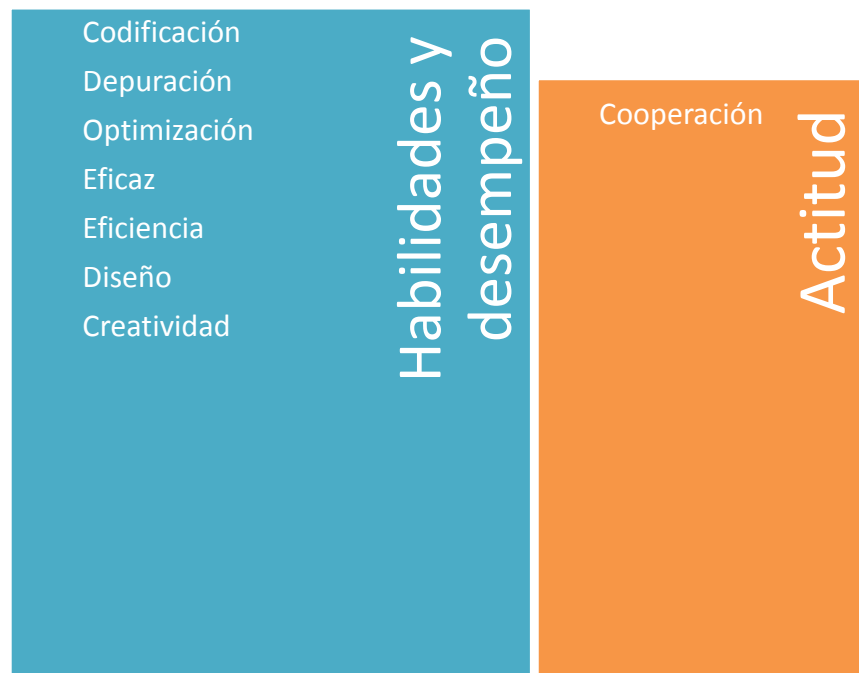 Codificación
Depuración
Optimización
Eficaz
Eficiencia
Diseño
Creatividad
Habilidades y
desempeño
Cooperación
Actitud